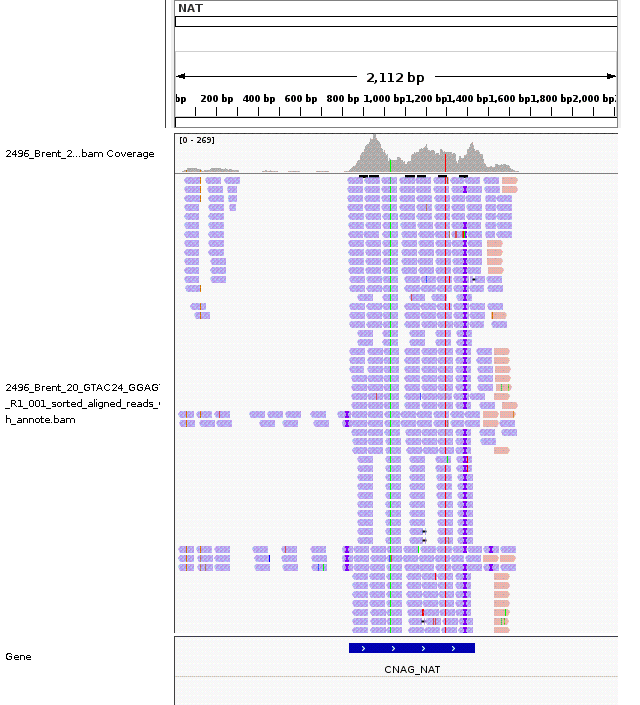 NAT
2,112 bp
bp 200 bp 400 bp 600 bp 800 bp 1,000 bp 1,200 bp 1,400 bp 1,600 bp 1,800 bp 2,000 bp
[0 - 269]
2496_Brent_2...bam Coverage
2496_Brent_20_GTAC24_GGAG
_R1_001_sorted_aligned_reads_
h_annote.bam
Gene
CNAG_NAT